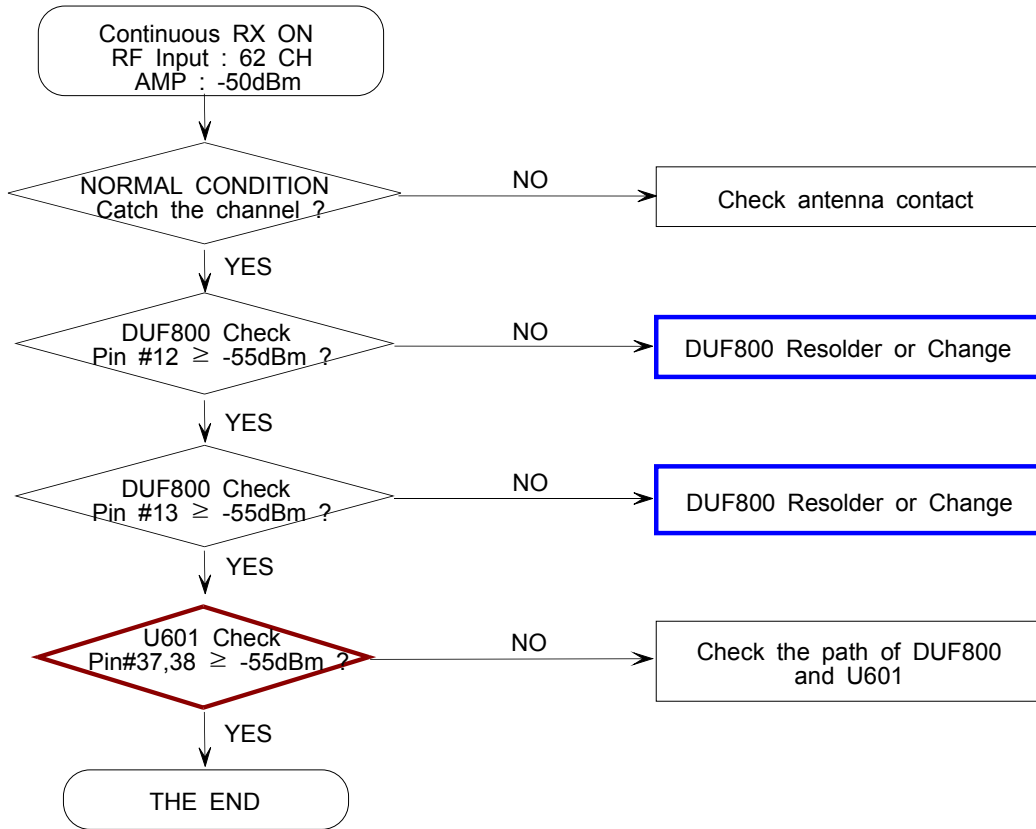 Continuous RX ON
RF Input : 62 CH
AMP : -50dBm
NORMAL CONDITION
Catch the channel ?
NO
Check antenna contact
YES
DUF800 Check
Pin #12 ≥ -55dBm ?
NO
DUF800 Resolder or Change
YES
DUF800 Check
Pin #13 ≥ -55dBm ?
NO
DUF800 Resolder or Change
YES
U601 Check
Pin#37,38 ≥ -55dBm ?
NO
Check the path of DUF800
and U601
YES
THE END